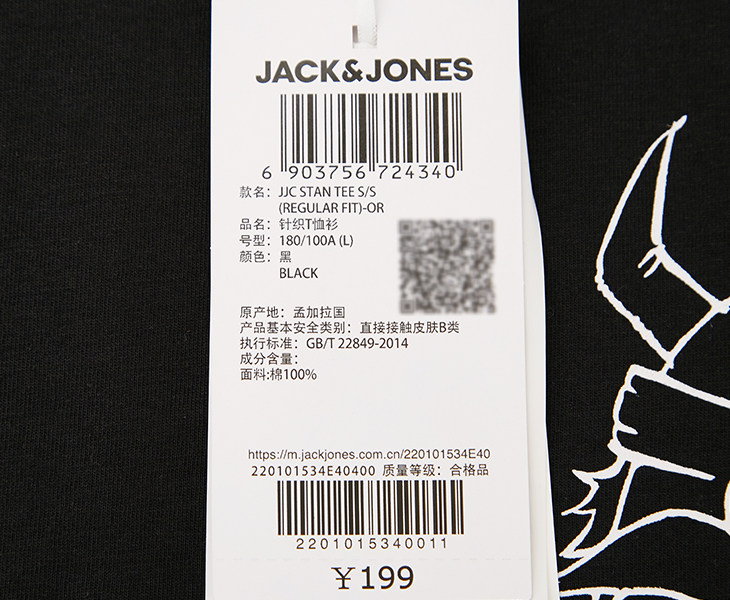 JACK&JONES
6 903756 724340
款名：JJC STAN TEE S/S
(REGULAR FIT)-OR
品名：针织T恤衫
号型：180/100A (L)
颜色：黑
BLACK
原产地：孟加拉国
产品基本安全类别：直接接触皮肤B类
执行标准：GB/T 22849-2014
成分含量：
面料:棉100%
https://m.jackjones.com.cn/220101534E40
220101534E40400 质量等级：合格品
2201015340011
￥199